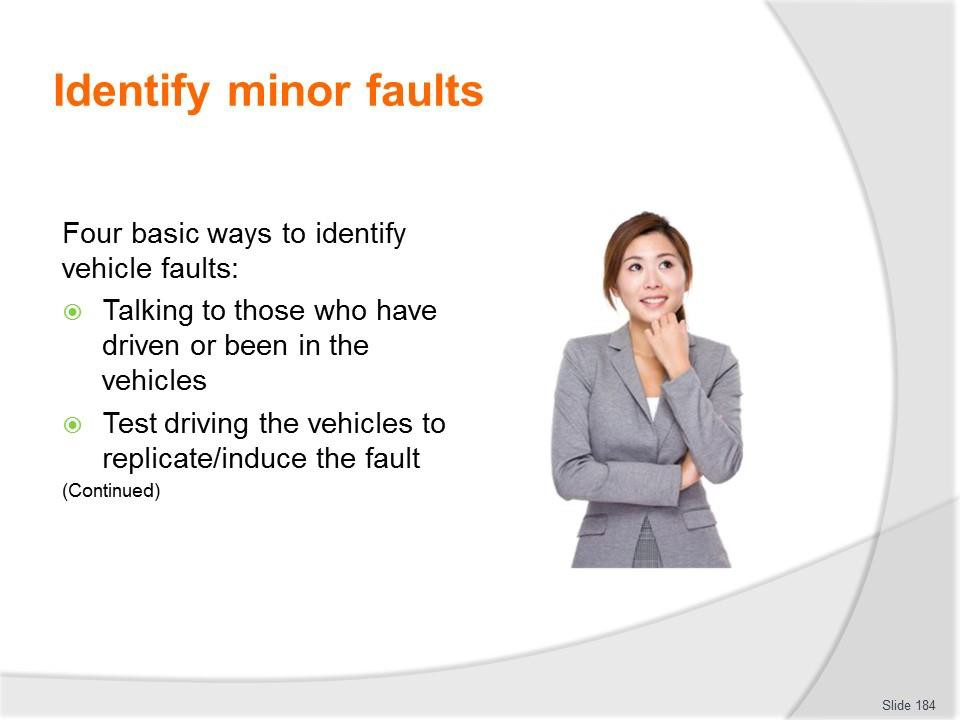 Identify minor faults
Four basic ways to identify
vehicle faults:
Talking to those who have
driven or been in the
vehicles
Test driving the vehicles to
replicate/induce the fault
(Continued)
Slide 184